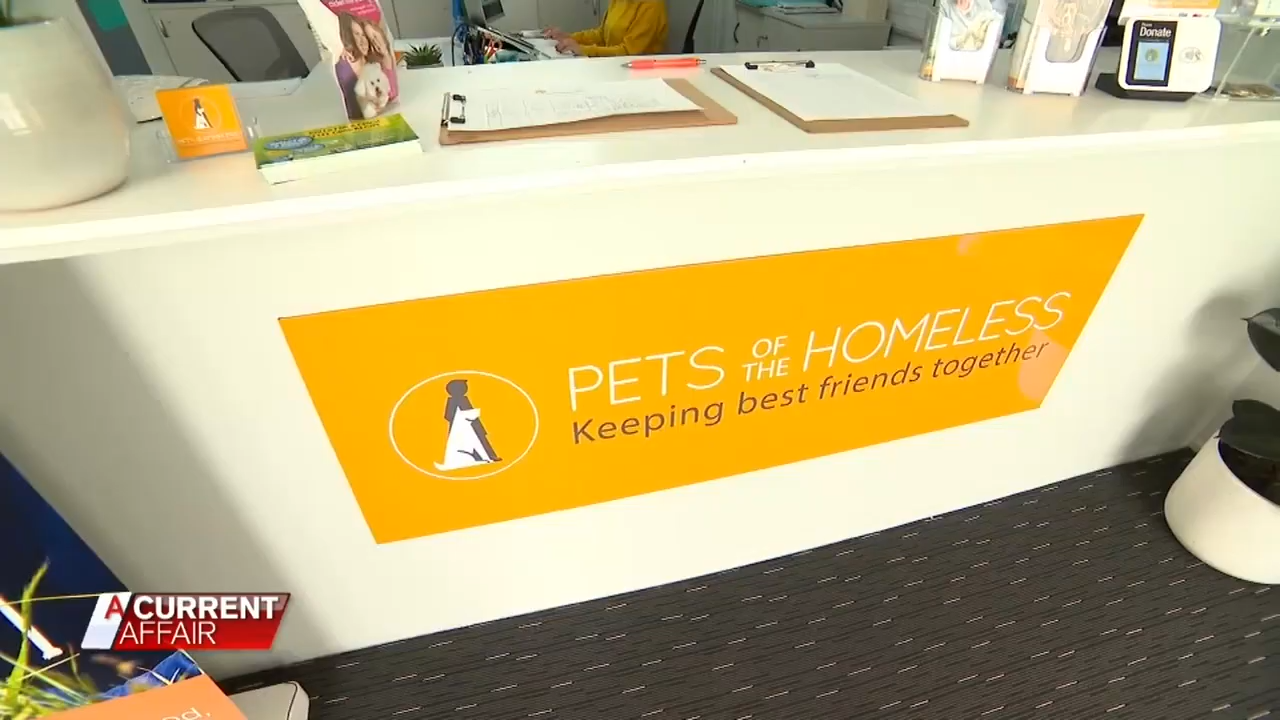 Donate
PETS OF THE HOMELESS
Keeping best friends together
A CURRENT
AFFAIR